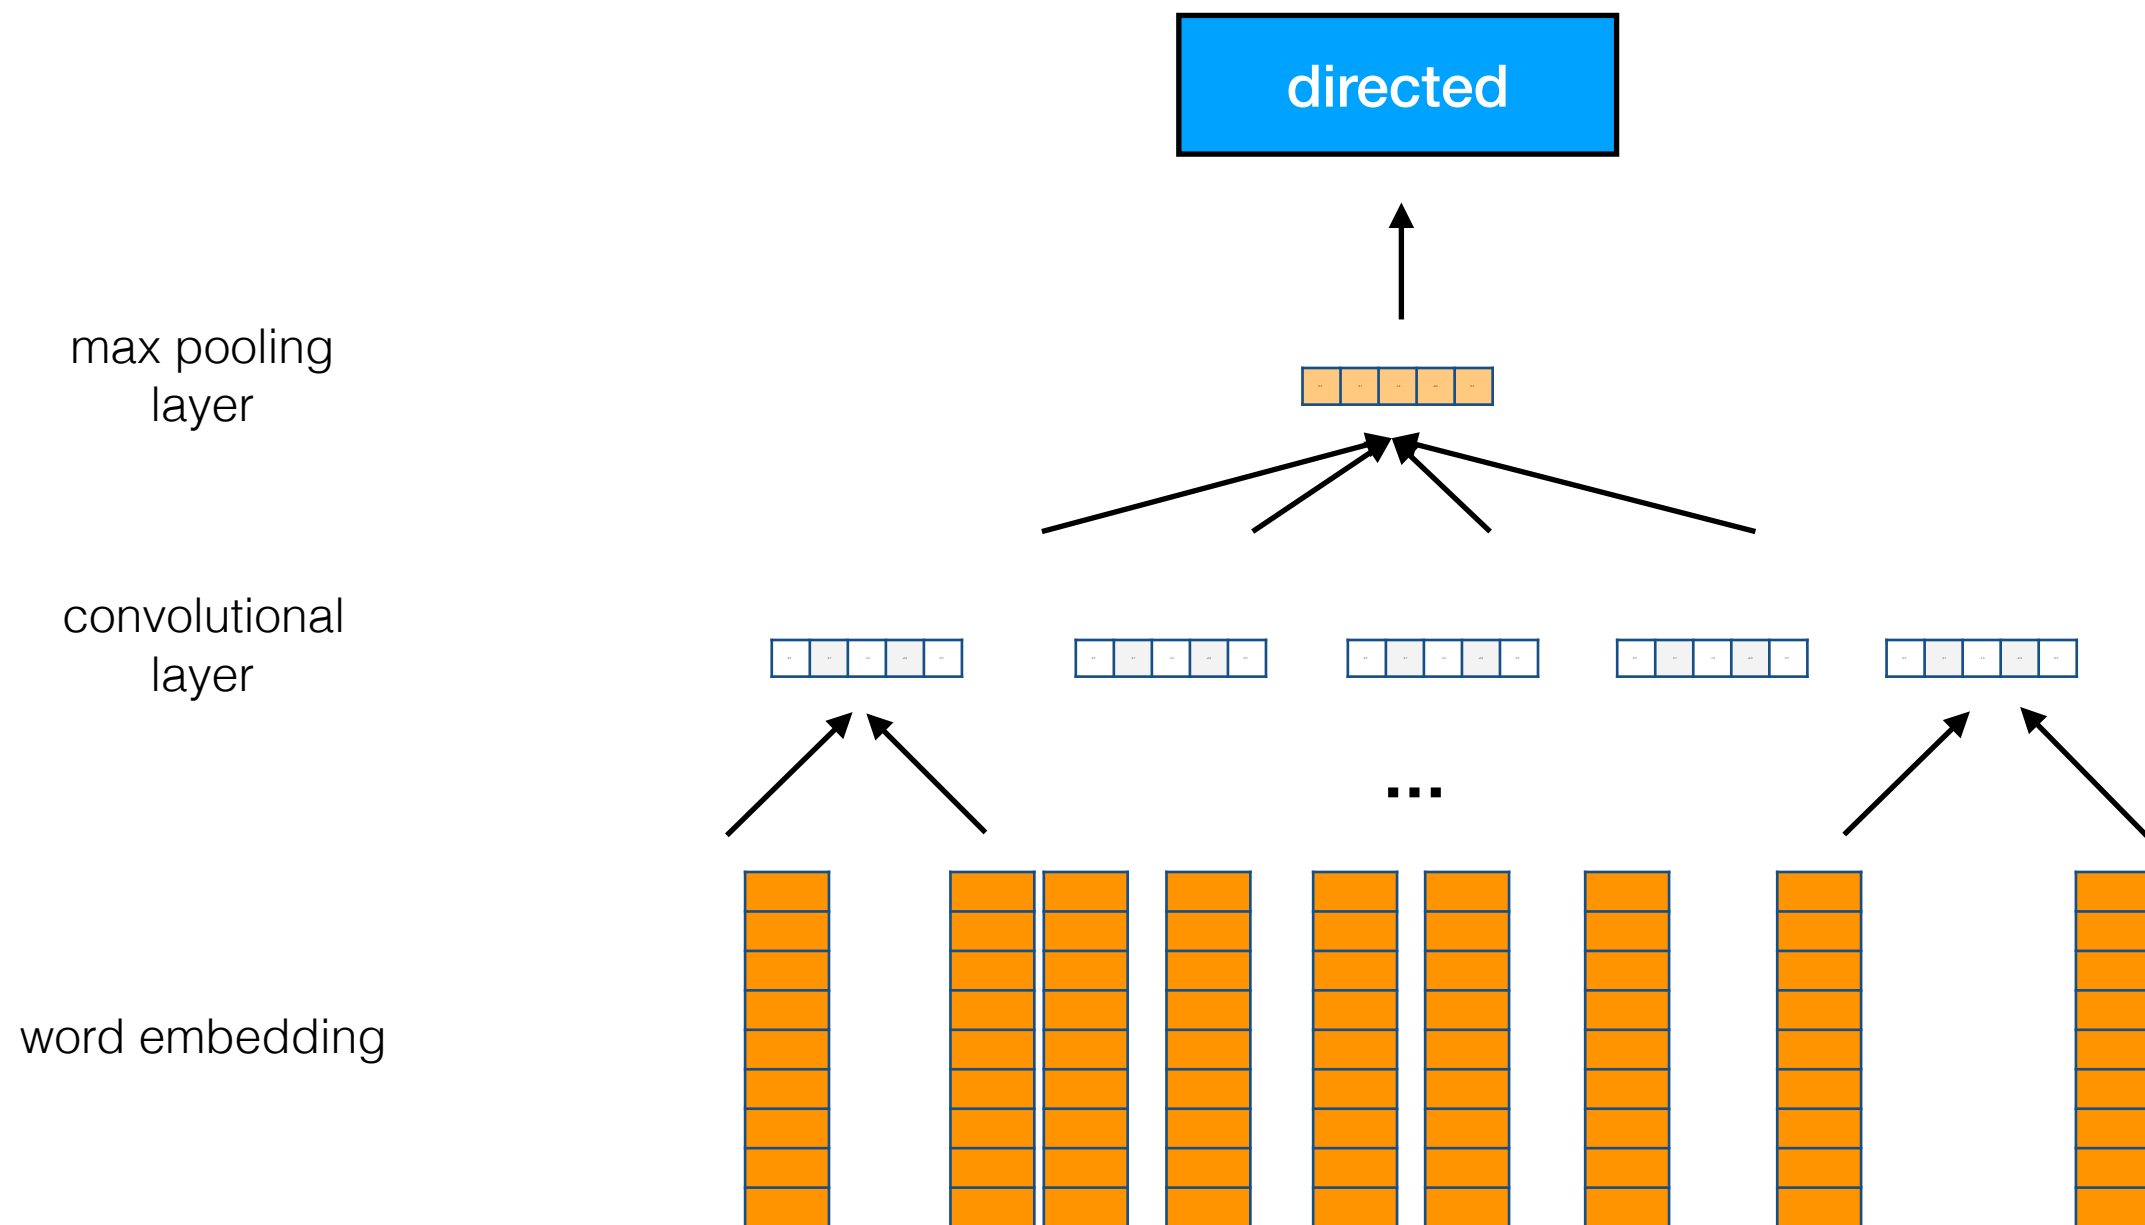 directed
max pooling
layer
convolutional
layer
....
word embedding